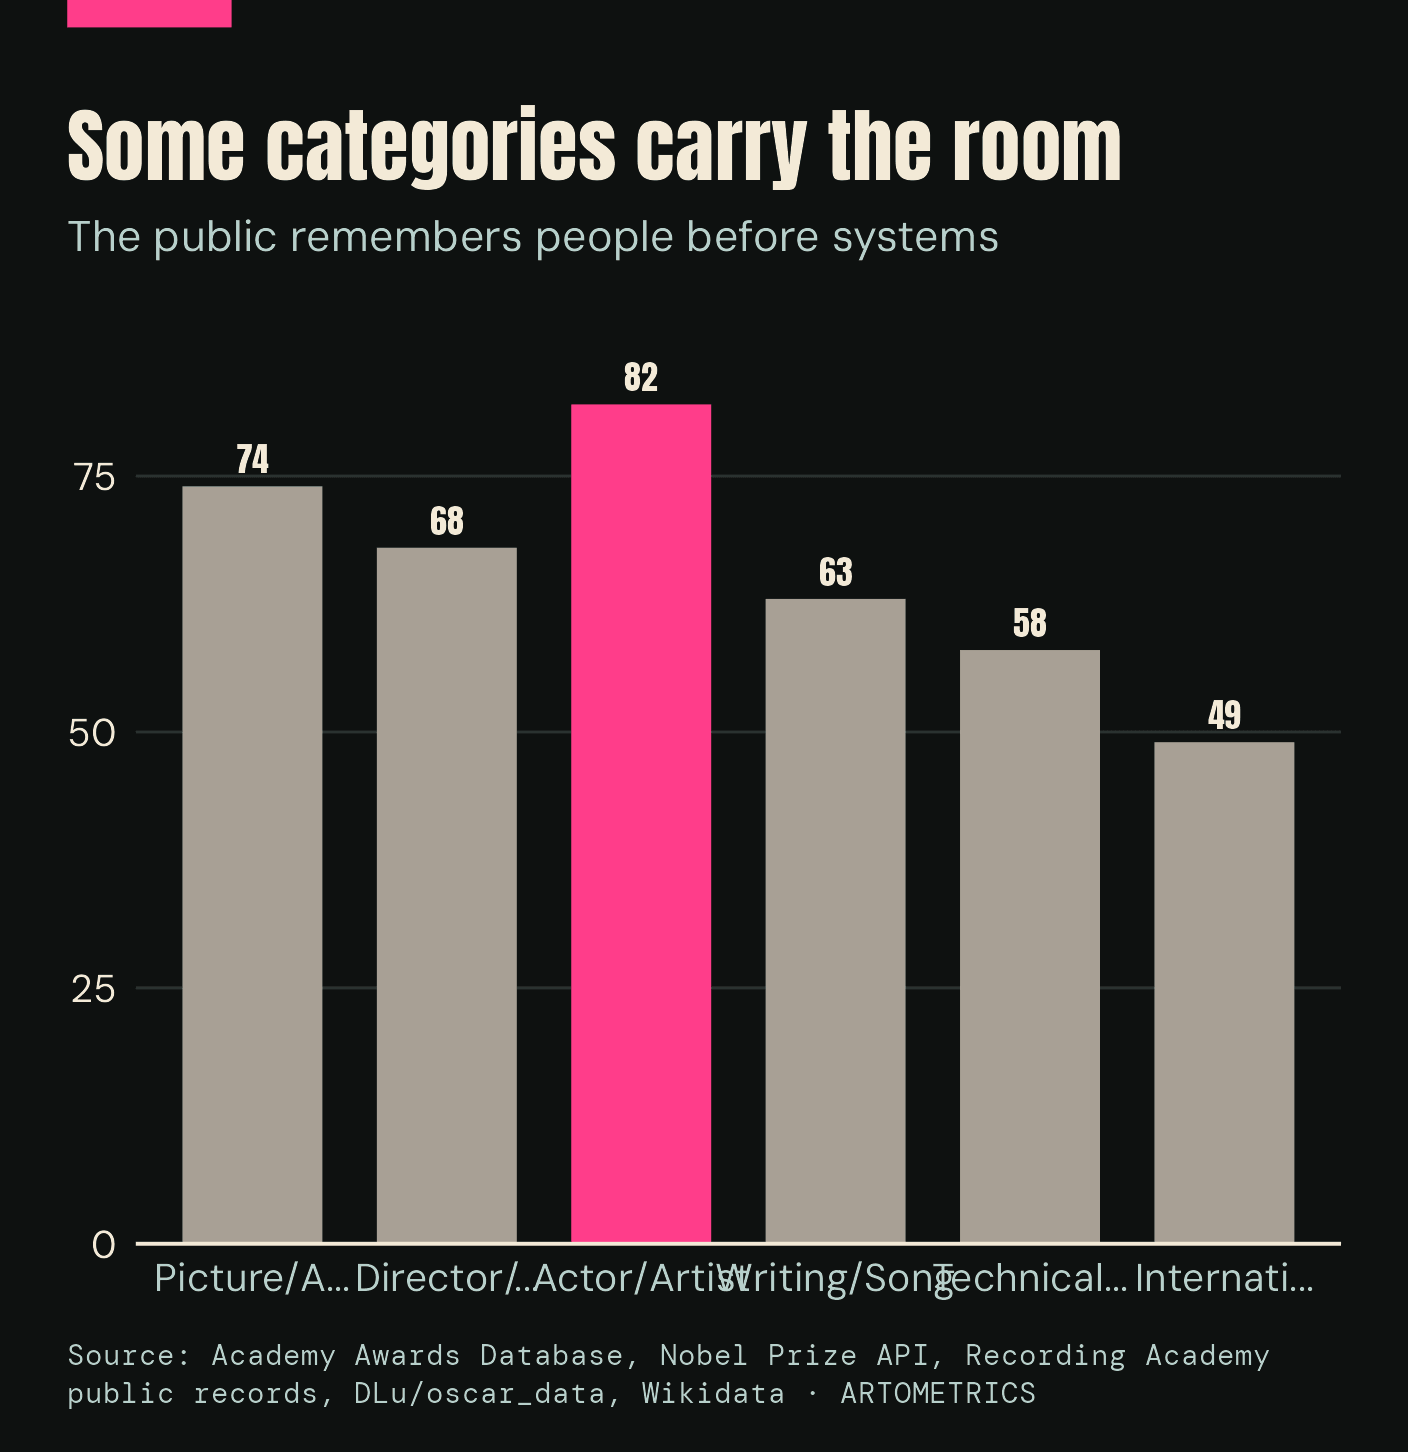 Some categories carry the room
The public remembers people before systems
82
74
75
68
63
58
49
50
25
0
Picture/A... Director/... Actor/Artist Writing/Song Technical... Internati...
Source: Academy Awards Database, Nobel Prize API, Recording Academy
public records, DLu/oscar_data, Wikidata · ARTOMETRICS